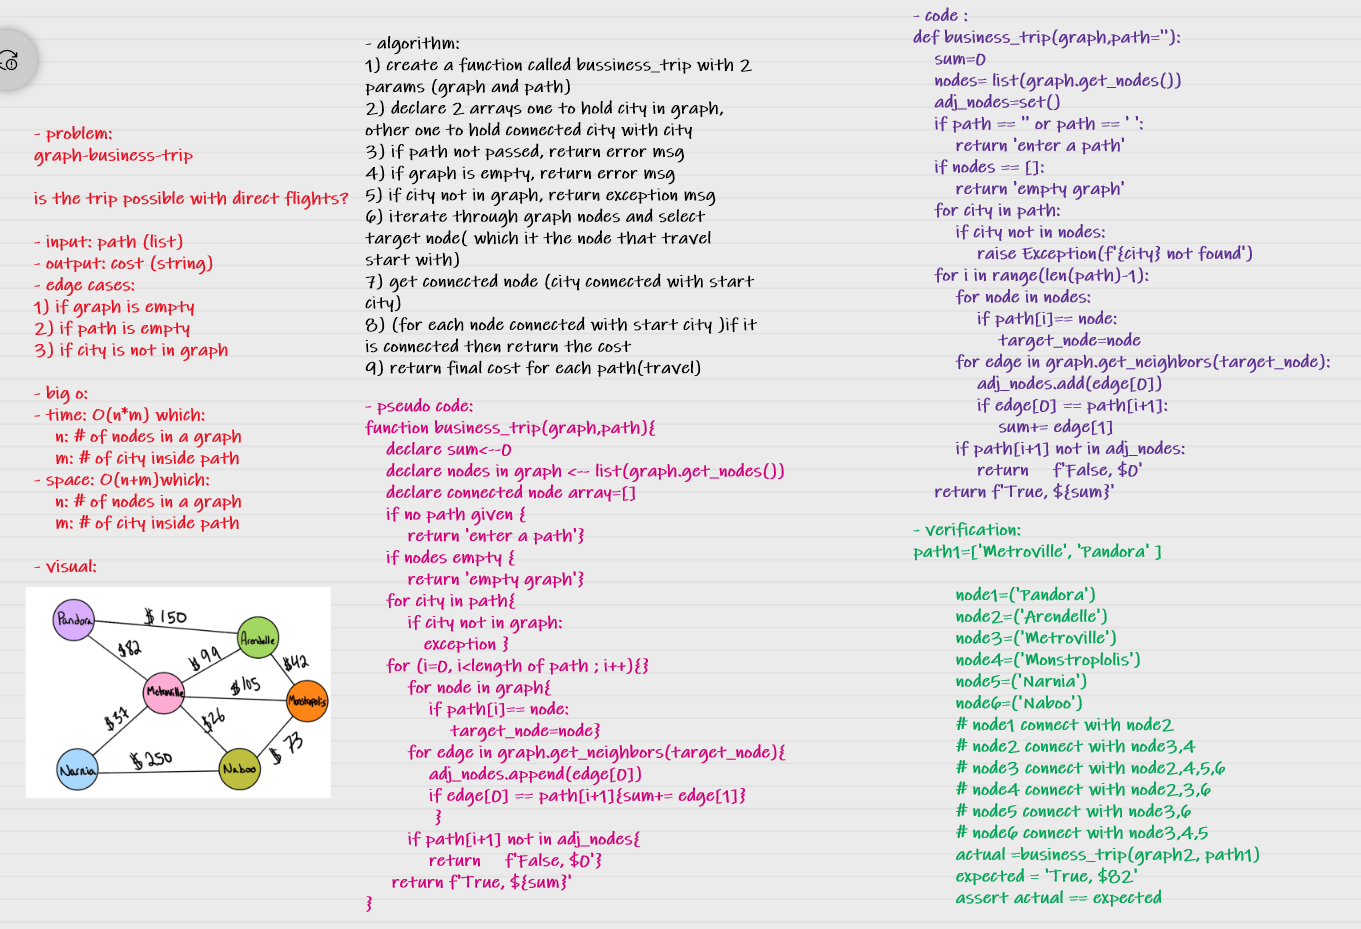 - problem:
graph-business-trip
is the trip possible with direct flights?
- input: path (list)
- output: cost (string)
- edge cases:
1) if graph is empty
2) if path is empty
3) if city is not in graph
- big o:
- time: O(n*m) which:
n: # of nodes in a graph
m: # of city inside path
- space: O(n+m)which:
n: # of nodes in a graph
m: # of city inside path
- visual:
Pandora
$150
Arendelle
$82
$99
$42
Metroville
$105
Monstropolis
$37
$26
$250
$73
Narnia
Naboo
- algorithm:
1) create a function called bussiness_trip with 2
params (graph and path)
2) declare 2 arrays one to hold city in graph,
other one to hold connected city with city
3) if path not passed, return error msg
4) if graph is empty, return error msg
5) if city not in graph, return exception msg
6) iterate through graph nodes and select
target node( which it the node that travel
start with)
7) get connected node (city connected with start
city)
8) (for each node connected with start city )if it
is connected then return the cost
9) return final cost for each path(travel)
- pseudo code:
function business_trip(graph,path){
declare sum<--0
declare nodes in graph <-- list(graph.get_nodes())
declare connected node array=[]
if no path given {
return 'enter a path'}
if nodes empty {
return 'empty graph'}
for city in path{
if city not in graph:
exception }
for (i=0, i<length of path ; i++){}
for node in graph{
if path[i]== node:
target_node=node}
for edge in graph.get_neighbors(target_node){
adj_nodes.append(edge[0])
if edge[0] == path[i+1]{sum+= edge[1]}
}
if path[i+1] not in adj_nodes{
return f'False, $0'}
return f'True, ${sum}'
}
- code :
def business_trip(graph,path=''):
sum=0
nodes= list(graph.get_nodes())
adj_nodes=set()
if path == '' or path == ' ':
return 'enter a path'
if nodes == []:
return 'empty graph'
for city in path:
if city not in nodes:
raise Exception(f'{city} not found')
for i in range(len(path)-1):
for node in nodes:
if path[i]== node:
target_node=node
for edge in graph.get_neighbors(target_node):
adj_nodes.add(edge[0])
if edge[0] == path[i+1]:
sum+= edge[1]
if path[i+1] not in adj_nodes:
return f'False, $0'
return f'True, ${sum}'
- verification:
path1=['Metroville', 'Pandora' ]
node1=('Pandora')
node2=('Arendelle')
node3=('Metroville')
node4=('Monstroplolis')
node5=('Narnia')
node6=('Naboo')
# node1 connect with node2
# node2 connect with node3,4
# node3 connect with node2,4,5,6
# node4 connect with node2,3,6
# node5 connect with node3,6
# node6 connect with node3,4,5
actual =business_trip(graph2, path1)
expected = 'True, $82'
assert actual == expected